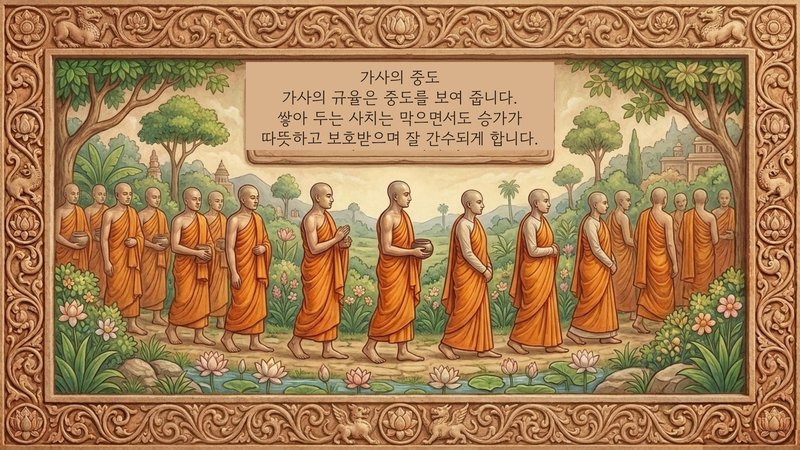 가사의 중도
가사의 규율은 중도를 보여 줍니다.
쌓아 두는 사치는 막으면서도 승가가
따뜻하고 보호받으며 잘 간수되게 합니다.